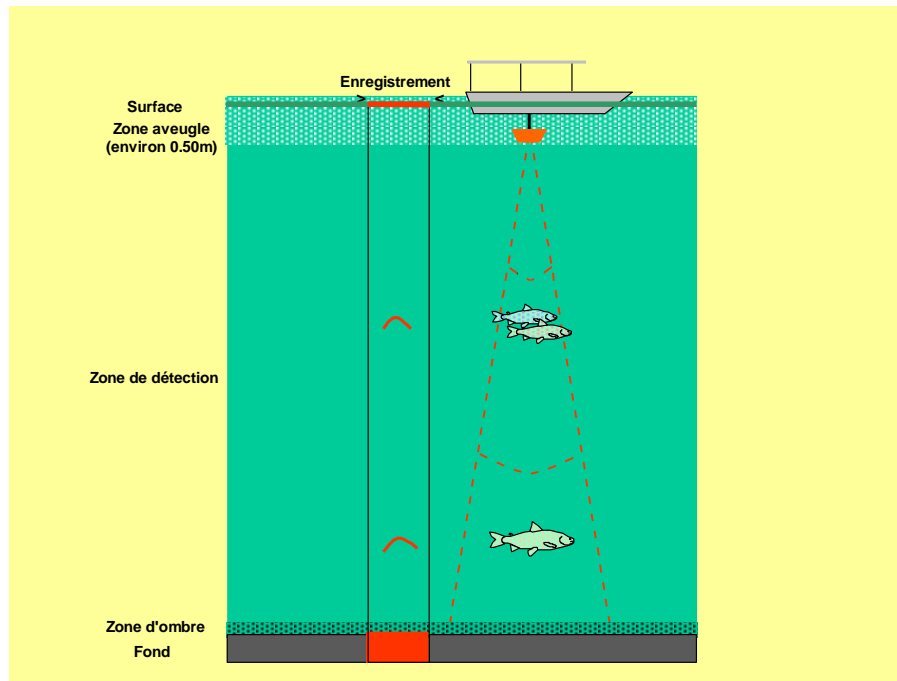 Enregistrement
Surface
Zone aveugle
(environ 0.50m)
Zone de détection
Zone d'ombre
Fond